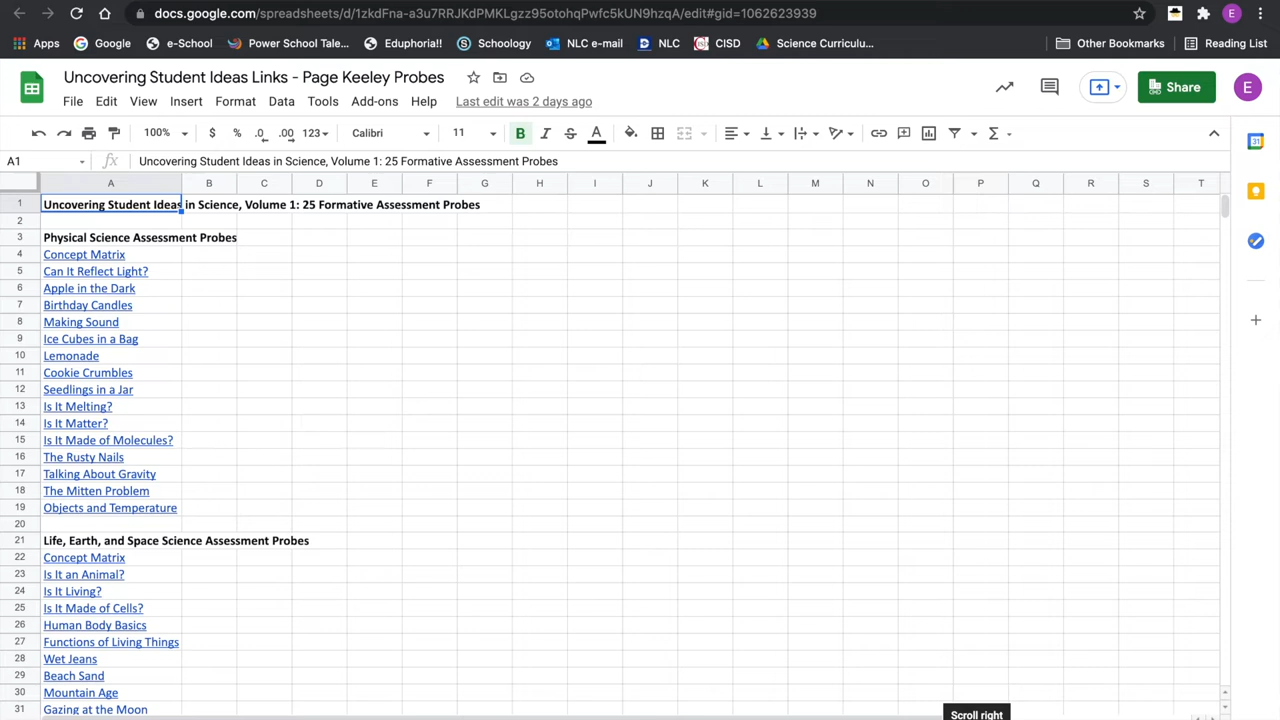 docs.google.com/spreadsheets/d/1zkdFna-a3u7RRJKdPMKLgzz95otohqPwfc5kUN9hzqA/edit#gid=1062623939
E
Apps Google e-School Power School Tale... Eduphoria!! Schoology NLC e-mail NLC CISD Science Curriculu... Other Bookmarks Reading List
Uncovering Student Ideas Links - Page Keeley Probes
File Edit View Insert Format Data Tools Add-ons Help Last edit was 2 days ago
Share
E
100% $ % .0 .00 123 Calibri 11 B I S A
31
A1 fx Uncovering Student Ideas in Science, Volume 1: 25 Formative Assessment Probes
A B C D E F G H I J K L M N O P Q R S T
1 Uncovering Student Ideas in Science, Volume 1: 25 Formative Assessment Probes
2
3 Physical Science Assessment Probes
4 Concept Matrix
5 Can It Reflect Light?
6 Apple in the Dark
7 Birthday Candles
8 Making Sound
9 Ice Cubes in a Bag
10 Lemonade
11 Cookie Crumbles
12 Seedlings in a Jar
13 Is It Melting?
14 Is It Matter?
15 Is It Made of Molecules?
16 The Rusty Nails
17 Talking About Gravity
18 The Mitten Problem
19 Objects and Temperature
20
21 Life, Earth, and Space Science Assessment Probes
22 Concept Matrix
23 Is It an Animal?
24 Is It Living?
25 Is It Made of Cells?
26 Human Body Basics
27 Functions of Living Things
28 Wet Jeans
29 Beach Sand
30 Mountain Age
31 Gazing at the Moon
Scroll right